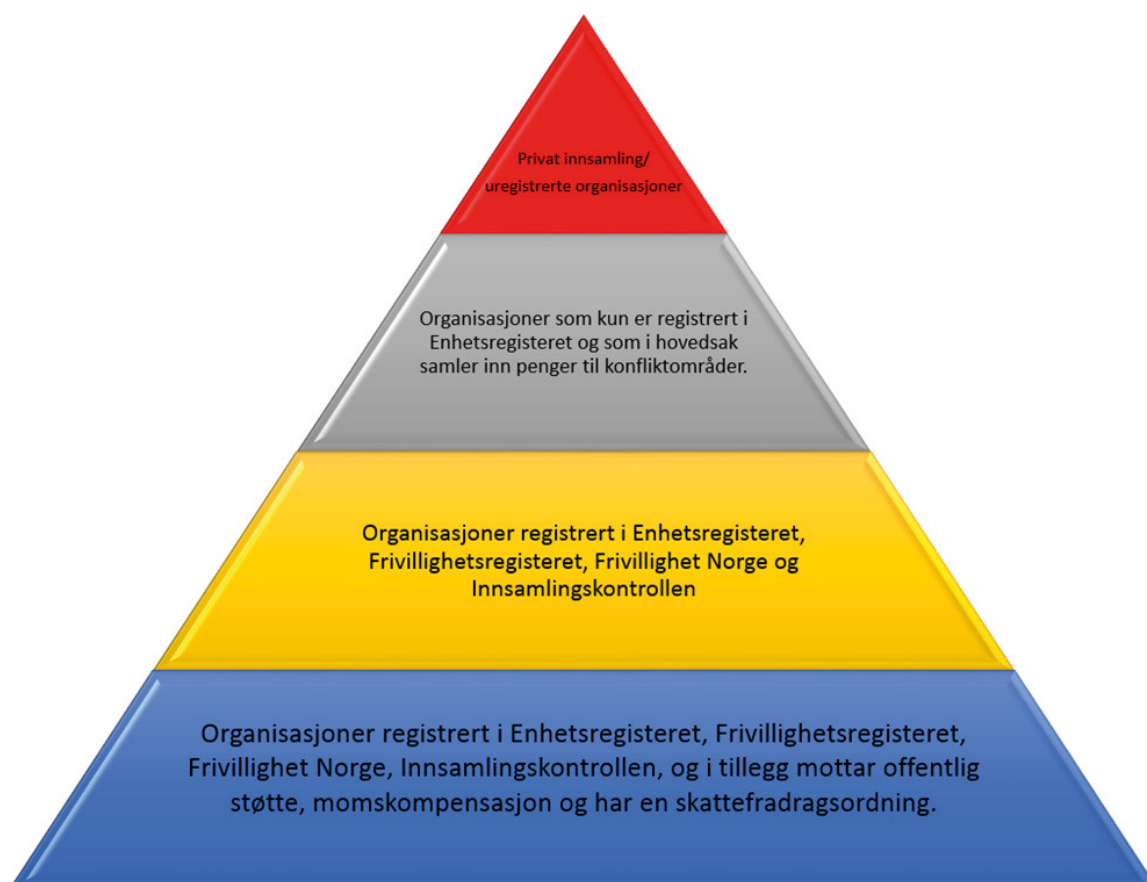 Privat innsamling/
uregistrerte organisasjoner
Organisasjoner som kun er registrert i
Enhetsregisteret og som i hovedsak
samler inn penger til konfliktområder.
Organisasjoner registrert i Enhetsregisteret,
Frivillighetsregisteret, Frivillighet Norge og
Innsamlingskontrollen
Organisasjoner registrert i Enhetsregisteret, Frivillighetsregisteret,
Frivillighet Norge, Innsamlingskontrollen, og i tillegg mottar offentlig
støtte, momskompensasjon og har en skattefradragsordning.